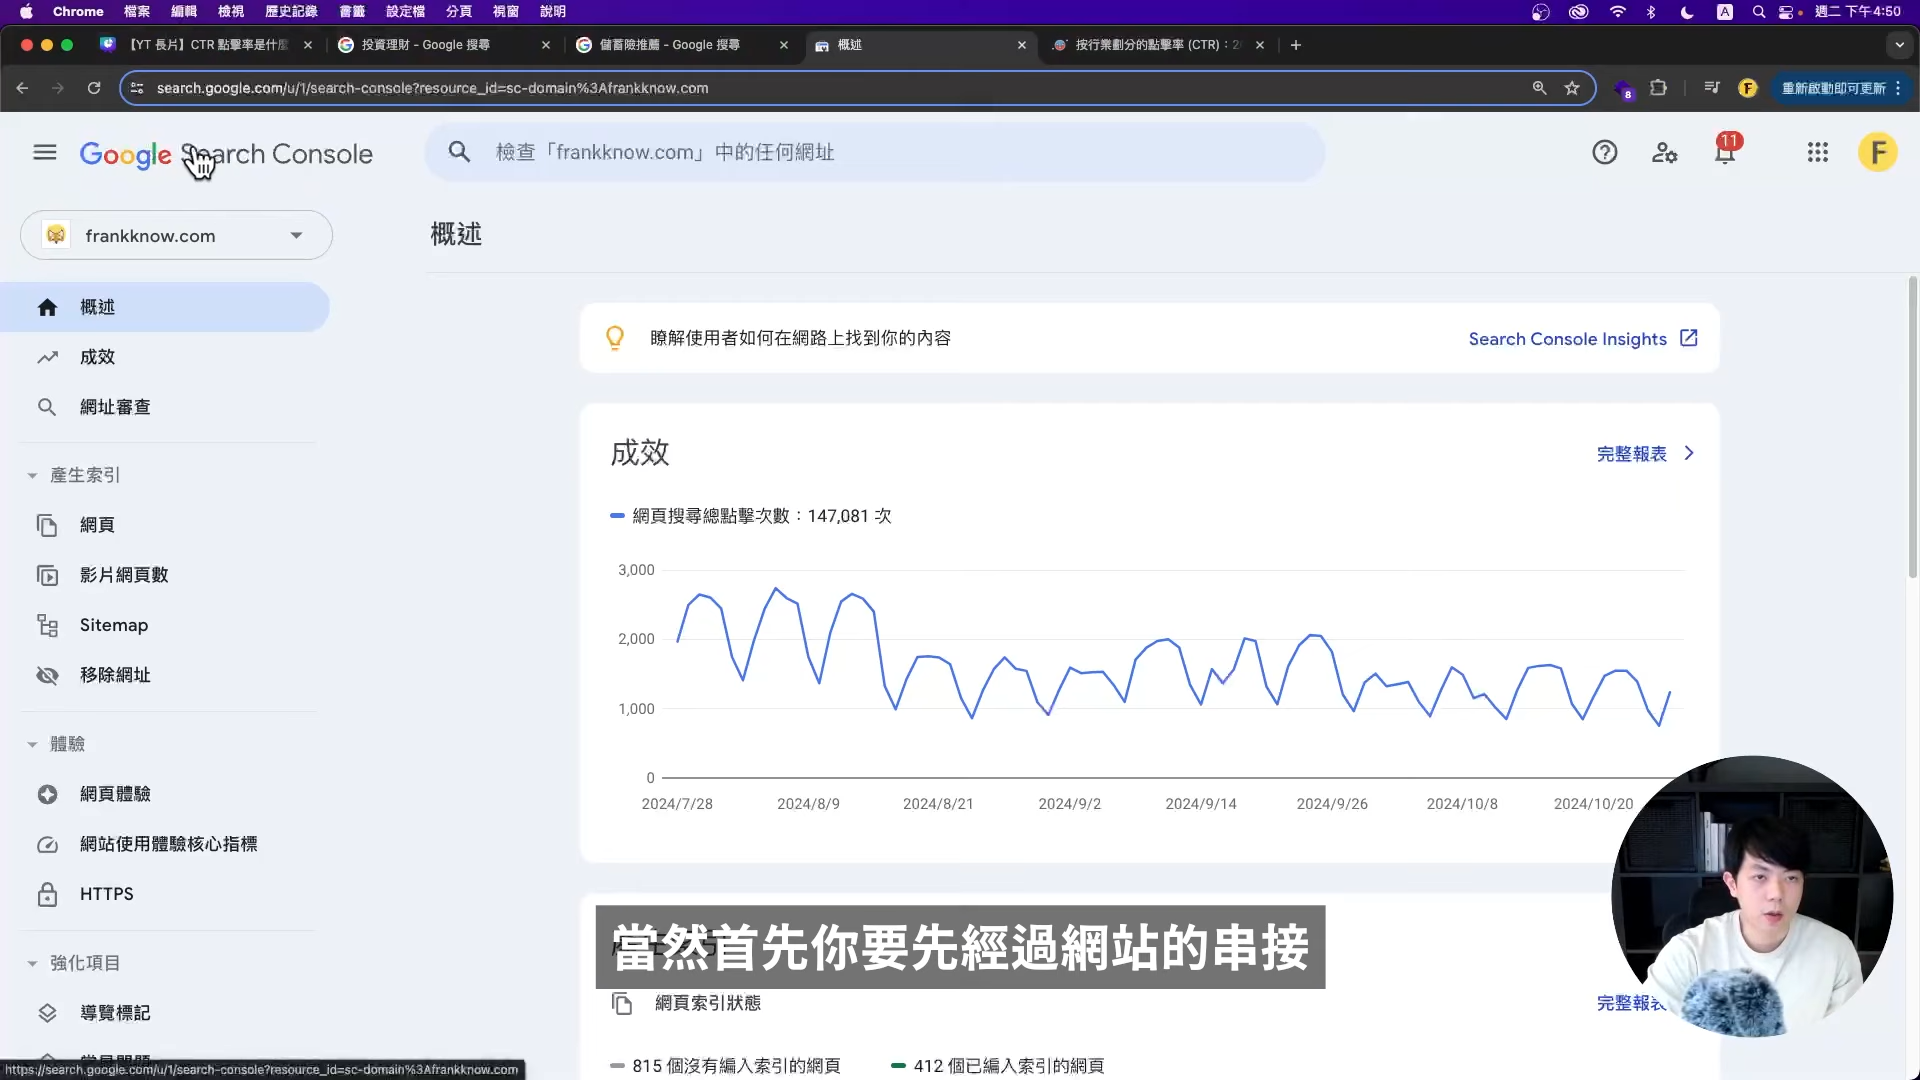 Chrome 檔案 編輯 檢視 歷史記錄 書籤 設定檔 分頁 視窗 說明 A 週二 下午4:50
【YT 長片】CTR 點擊率是什麼 投資理財 - Google 搜尋 儲蓄險推薦 - Google 搜尋 概述 按行業劃分的點擊率 (CTR)：2
search.google.com/u/1/search-console?resource_id=sc-domain%3Afrankknow.com 8 F 重新啟動即可更新
Google Search Console 檢查「frankknow.com」中的任何網址 11 F
frankknow.com
概述
概述
成效
網址審查
產生索引
網頁
影片網頁數
Sitemap
移除網址
體驗
網頁體驗
網站使用體驗核心指標
HTTPS
強化項目
導覽標記
瞭解使用者如何在網路上找到你的內容 Search Console Insights
成效 完整報表
網頁搜尋總點擊次數：147,081 次
3,000
2,000
1,000
0
2024/7/28 2024/8/9 2024/8/21 2024/9/2 2024/9/14 2024/9/26 2024/10/8 2024/10/20
當然首先你要先經過網站的串接
網頁索引狀態 完整報表
815 個沒有編入索引的網頁 412 個已編入索引的網頁
https://search.google.com/u/1/search-console?resource_id=sc-domain%3Afrankknow.com